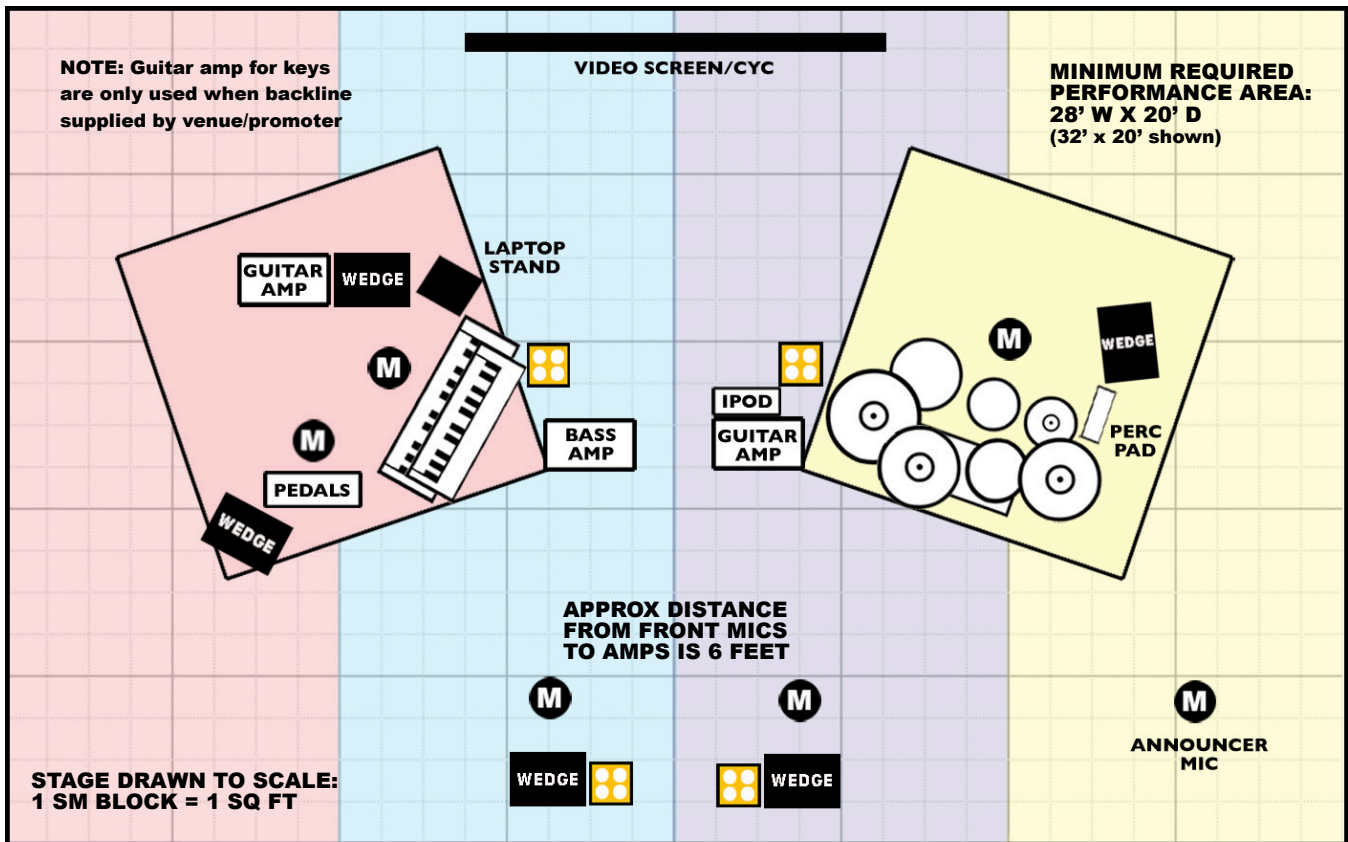 VIDEO SCREEN/CYC
NOTE: Guitar amp for keys
are only used when backline
supplied by venue/promoter
MINIMUM REQUIRED
PERFORMANCE AREA:
28’ W X 20’ D
(32’ x 20’ shown)
LAPTOP
STAND
GUITAR
AMP
WEDGE
M
M
PEDALS
WEDGE
BASS
AMP
IPOD
GUITAR
AMP
M
WEDGE
PERC
PAD
APPROX DISTANCE
FROM FRONT MICS
TO AMPS IS 6 FEET
M
M
M
ANNOUNCER
MIC
WEDGE
WEDGE
STAGE DRAWN TO SCALE:
1 SM BLOCK = 1 SQ FT